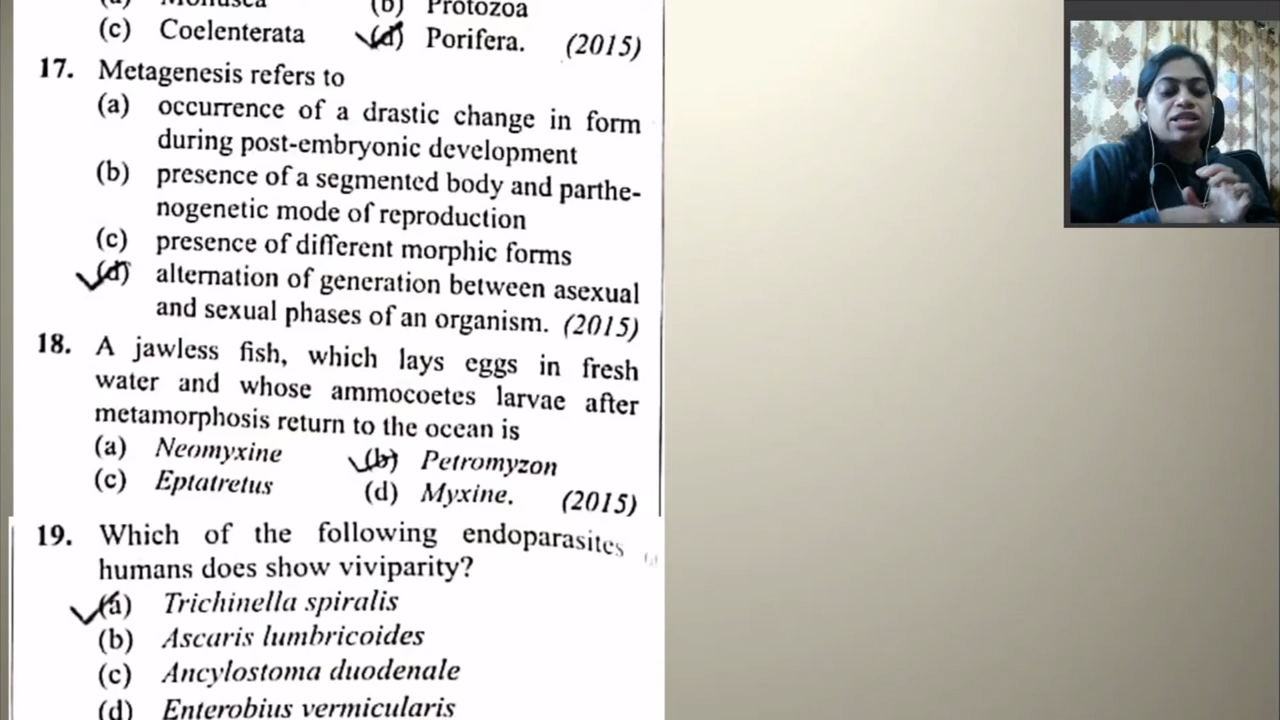 (a) Mollusca (b) Protozoa
(c) Coelenterata (d) Porifera. (2015)
17. Metagenesis refers to
(a) occurrence of a drastic change in form
during post-embryonic development
(b) presence of a segmented body and parthe-
nogenetic mode of reproduction
(c) presence of different morphic forms
(d) alternation of generation between asexual
and sexual phases of an organism. (2015)
18. A jawless fish, which lays eggs in fresh
water and whose ammocoetes larvae after
metamorphosis return to the ocean is
(a) Neomyxine (b) Petromyzon
(c) Eptatretus (d) Myxine. (2015)
19. Which of the following endoparasites
humans does show viviparity?
(a) Trichinella spiralis
(b) Ascaris lumbricoides
(c) Ancylostoma duodenale
(d) Enterobius vermicularis